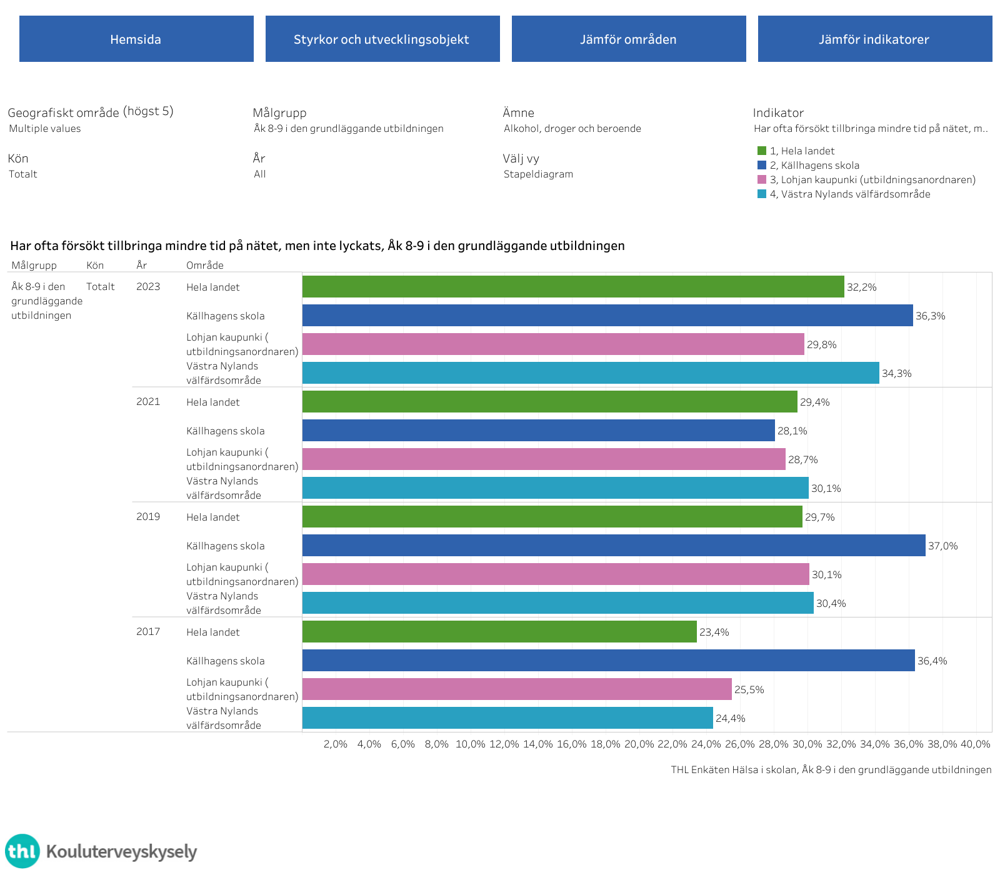 Hemsida
Styrkor och utvecklingsobjekt
Jämför områden
Jämför indikatorer
Geografiskt område (högst 5)
Multiple values
Målgrupp
Åk 8-9 i den grundläggande utbildningen
Ämne
Alkohol, droger och beroende
Indikator
Har ofta försökt tillbringa mindre tid på nätet, m..
Kön
Totalt
År
All
Välj vy
Stapeldiagram
1, Hela landet
2, Källhagens skola
3, Lohjan kaupunki (utbildningsanordnaren)
4, Västra Nylands välfärdsområde
Har ofta försökt tillbringa mindre tid på nätet, men inte lyckats, Åk 8-9 i den grundläggande utbildningen
Målgrupp Kön År Område
Åk 8-9 i den
grundläggande
utbildningen
Totalt
2023
Hela landet
32,2%
Källhagens skola
36,3%
Lohjan kaupunki (
utbildningsanordnaren)
29,8%
Västra Nylands
välfärdsområde
34,3%
2021
Hela landet
29,4%
Källhagens skola
28,1%
Lohjan kaupunki (
utbildningsanordnaren)
28,7%
Västra Nylands
välfärdsområde
30,1%
2019
Hela landet
29,7%
Källhagens skola
37,0%
Lohjan kaupunki (
utbildningsanordnaren)
30,1%
Västra Nylands
välfärdsområde
30,4%
2017
Hela landet
23,4%
Källhagens skola
36,4%
Lohjan kaupunki (
utbildningsanordnaren)
25,5%
Västra Nylands
välfärdsområde
24,4%
2,0% 4,0% 6,0% 8,0% 10,0% 12,0% 14,0% 16,0% 18,0% 20,0% 22,0% 24,0% 26,0% 28,0% 30,0% 32,0% 34,0% 36,0% 38,0% 40,0%
THL Enkäten Hälsa i skolan, Åk 8-9 i den grundläggande utbildningen
thl Kouluterveyskysely